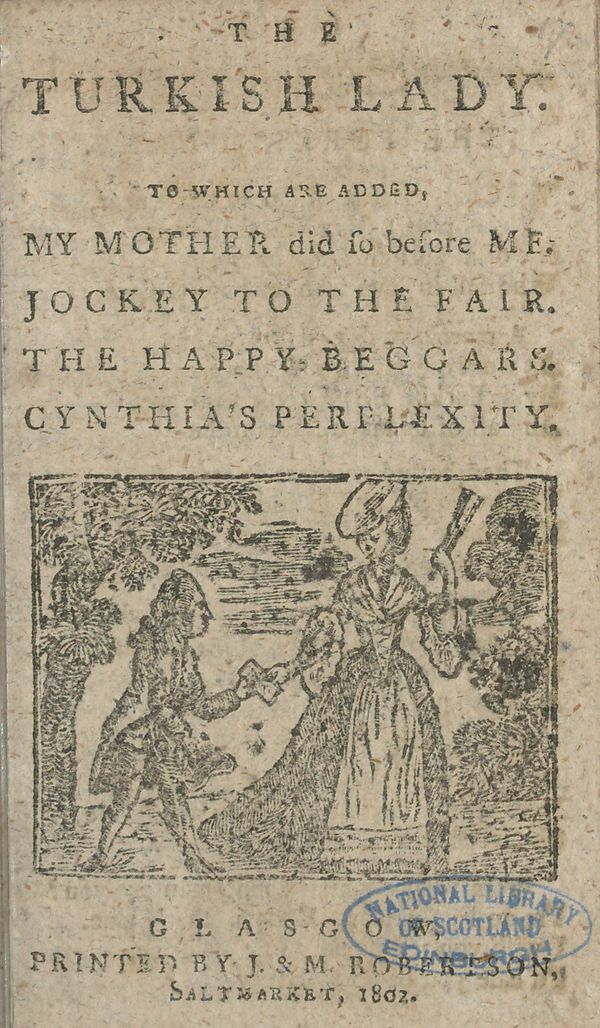 THE
TURKISH LADY.
TO WHICH ARE ADDED,
MY MOTHER did ſo before ME.
JOCKEY TO THE FAIR.
THE HAPPY BEGGARS.
CYNTHIA'S PERPLEXITY.
GLASGOW,
PRINTED BY J. & M. ROBERTSON,
SALTMARKET, 1802.
NATIONAL LIBRARY
OF SCOTLAND
EDINBURGH